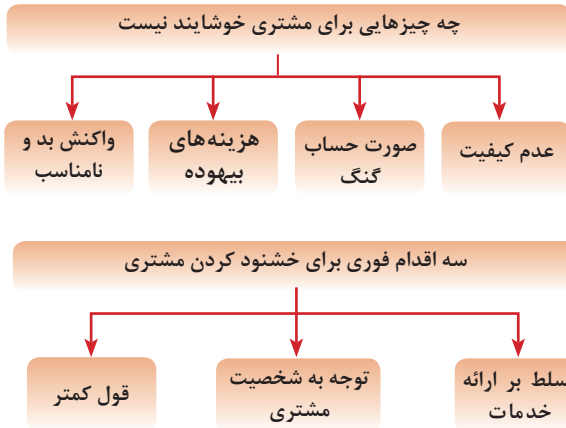 چه چیزهایی برای مشتری خوشایند نیست
عدم کیفیت
صورت حساب
گنگ
هزینه‌های
بیهوده
واکنش بد و
نامناسب
سه اقدام فوری برای خشنود کردن مشتری
سلط بر ارائه
خدمات
توجه به شخصیت
مشتری
قول کمتر